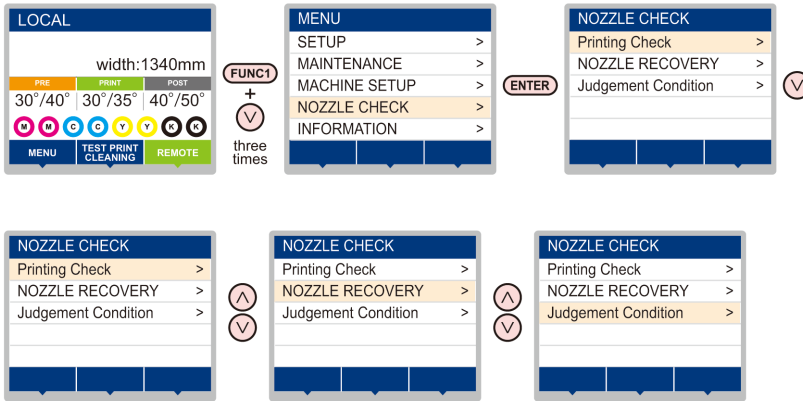 LOCAL
width:1340mm
PRE PRINT POST
30°/40° 30°/35° 40°/50°
M M C C Y Y K K
MENU TEST PRINT CLEANING REMOTE
FUNC1
+
three
times
MENU
SETUP >
MAINTENANCE >
MACHINE SETUP >
NOZZLE CHECK >
INFORMATION >
ENTER
NOZZLE CHECK
Printing Check >
NOZZLE RECOVERY >
Judgement Condition >
NOZZLE CHECK
Printing Check >
NOZZLE RECOVERY >
Judgement Condition >
NOZZLE CHECK
Printing Check >
NOZZLE RECOVERY >
Judgement Condition >
NOZZLE CHECK
Printing Check >
NOZZLE RECOVERY >
Judgement Condition >